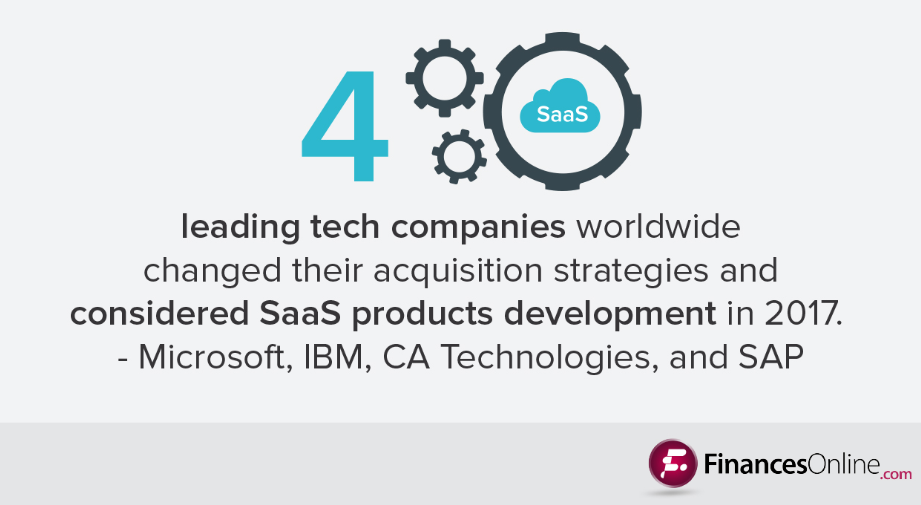 4
SaaS
leading tech companies worldwide
changed their acquisition strategies and
considered SaaS products development in 2017.
- Microsoft, IBM, CA Technologies, and SAP
FinancesOnline.com